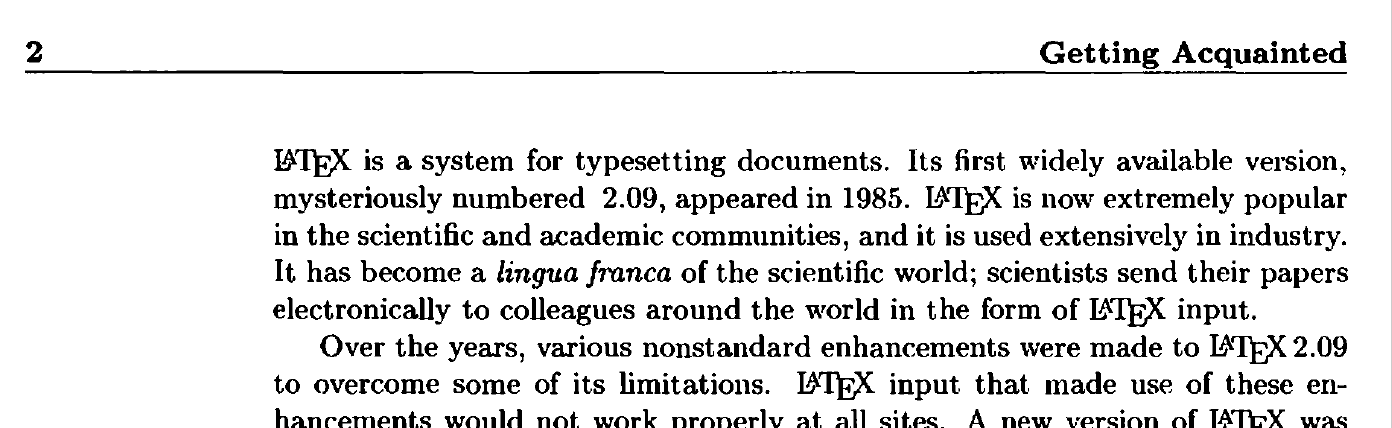 2 Getting Acquainted
LATEX is a system for typesetting documents. Its first widely available version,
mysteriously numbered 2.09, appeared in 1985. LATEX is now extremely popular
in the scientific and academic communities, and it is used extensively in industry.
It has become a lingua franca of the scientific world; scientists send their papers
electronically to colleagues around the world in the form of LATEX input.
Over the years, various nonstandard enhancements were made to LATEX 2.09
to overcome some of its limitations. LATEX input that made use of these en-
hancements would not work properly at all sites. A new version of LATEX was